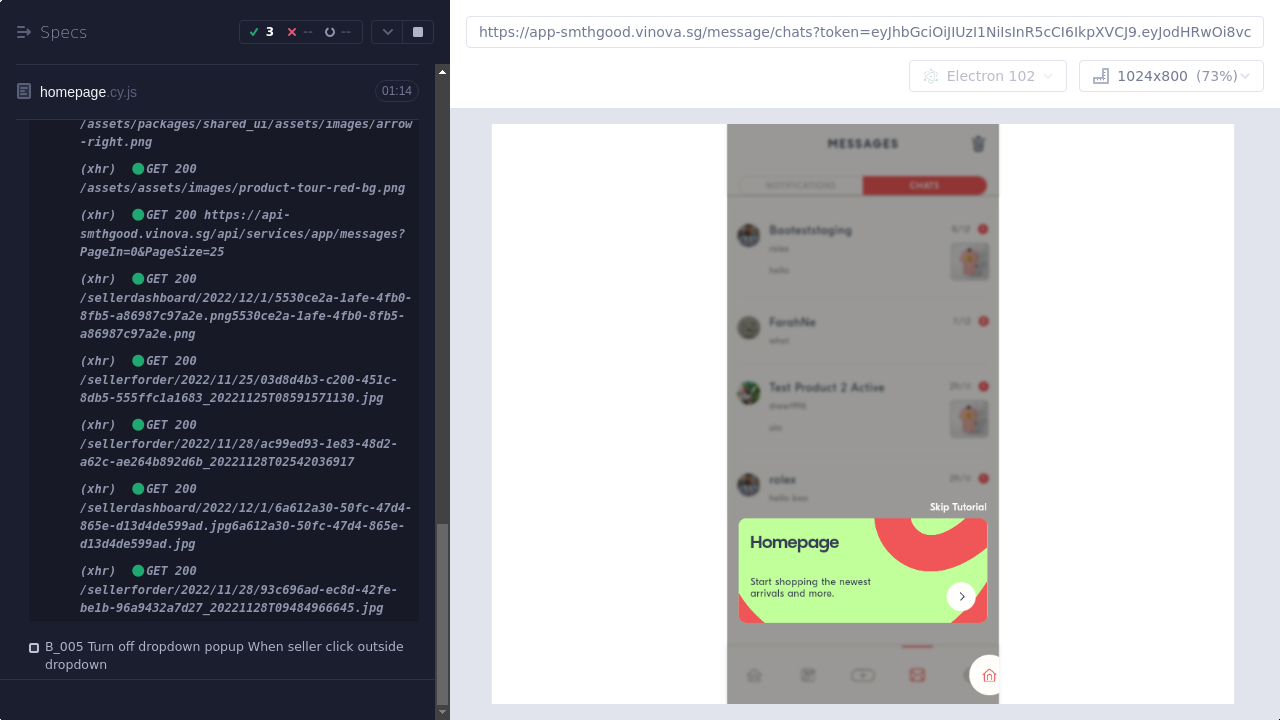 Specs
3
--
--
homepage.cy.js
01:14
/assets/packages/shared_ui/assets/images/arrow
-right.png
(xhr) GET 200
/assets/assets/images/product-tour-red-bg.png
(xhr) GET 200 https://api-
smthgood.vinova.sg/api/services/app/messages?
PageIn=0&PageSize=25
(xhr) GET 200
/sellerdashboard/2022/12/1/5530ce2a-1afe-4fb0-
8fb5-a86987c97a2e.png5530ce2a-1afe-4fb0-8fb5-
a86987c97a2e.png
(xhr) GET 200
/sellerforder/2022/11/25/03d8d4b3-c200-451c-
8db5-555ffc1a1683_20221125T08591571130.jpg
(xhr) GET 200
/sellerforder/2022/11/28/ac99ed93-1e83-48d2-
a62c-ae264b892d6b_20221128T02542036917
(xhr) GET 200
/sellerdashboard/2022/12/1/6a612a30-50fc-47d4-
865e-d13d4de599ad.jpg6a612a30-50fc-47d4-865e-
d13d4de599ad.jpg
(xhr) GET 200
/sellerforder/2022/11/28/93c696ad-ec8d-42fe-
be1b-96a9432a7d27_20221128T09484966645.jpg
B_005 Turn off dropdown popup When seller click outside
dropdown
https://app-smthgood.vinova.sg/message/chats?token=eyJhbGciOiJIUzI1NiIsInR5cCI6IkpXVCJ9.eyJodHRwOi8vc
Electron 102
1024x800 (73%)
MESSAGES
NOTIFICATIONS
CHATS
Booteststaging
rolex
hello
FarahNe
what
Test Product 2 Active
rolex
hello boo
Skip Tutorial
Homepage
Start shopping the newest
arrivals and more.